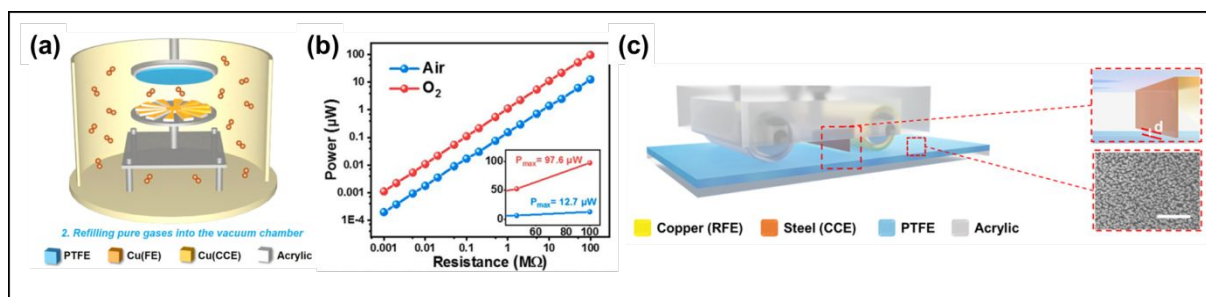 (a)
2. Refilling pure gases into the vacuum chamber
PTFE Cu(FE) Cu(CCE) Acrylic
(b)
Power (μW)
100
10
1
0.1
0.01
0.001
1E-4
Air
O₂
Pmax= 97.6 μW
Pmax= 12.7 μW
100
50
0
60 80 100
0.001 0.01 0.1 1 10 100
Resistance (MΩ)
(c)
d
Copper (RFE) Steel (CCE) PTFE Acrylic